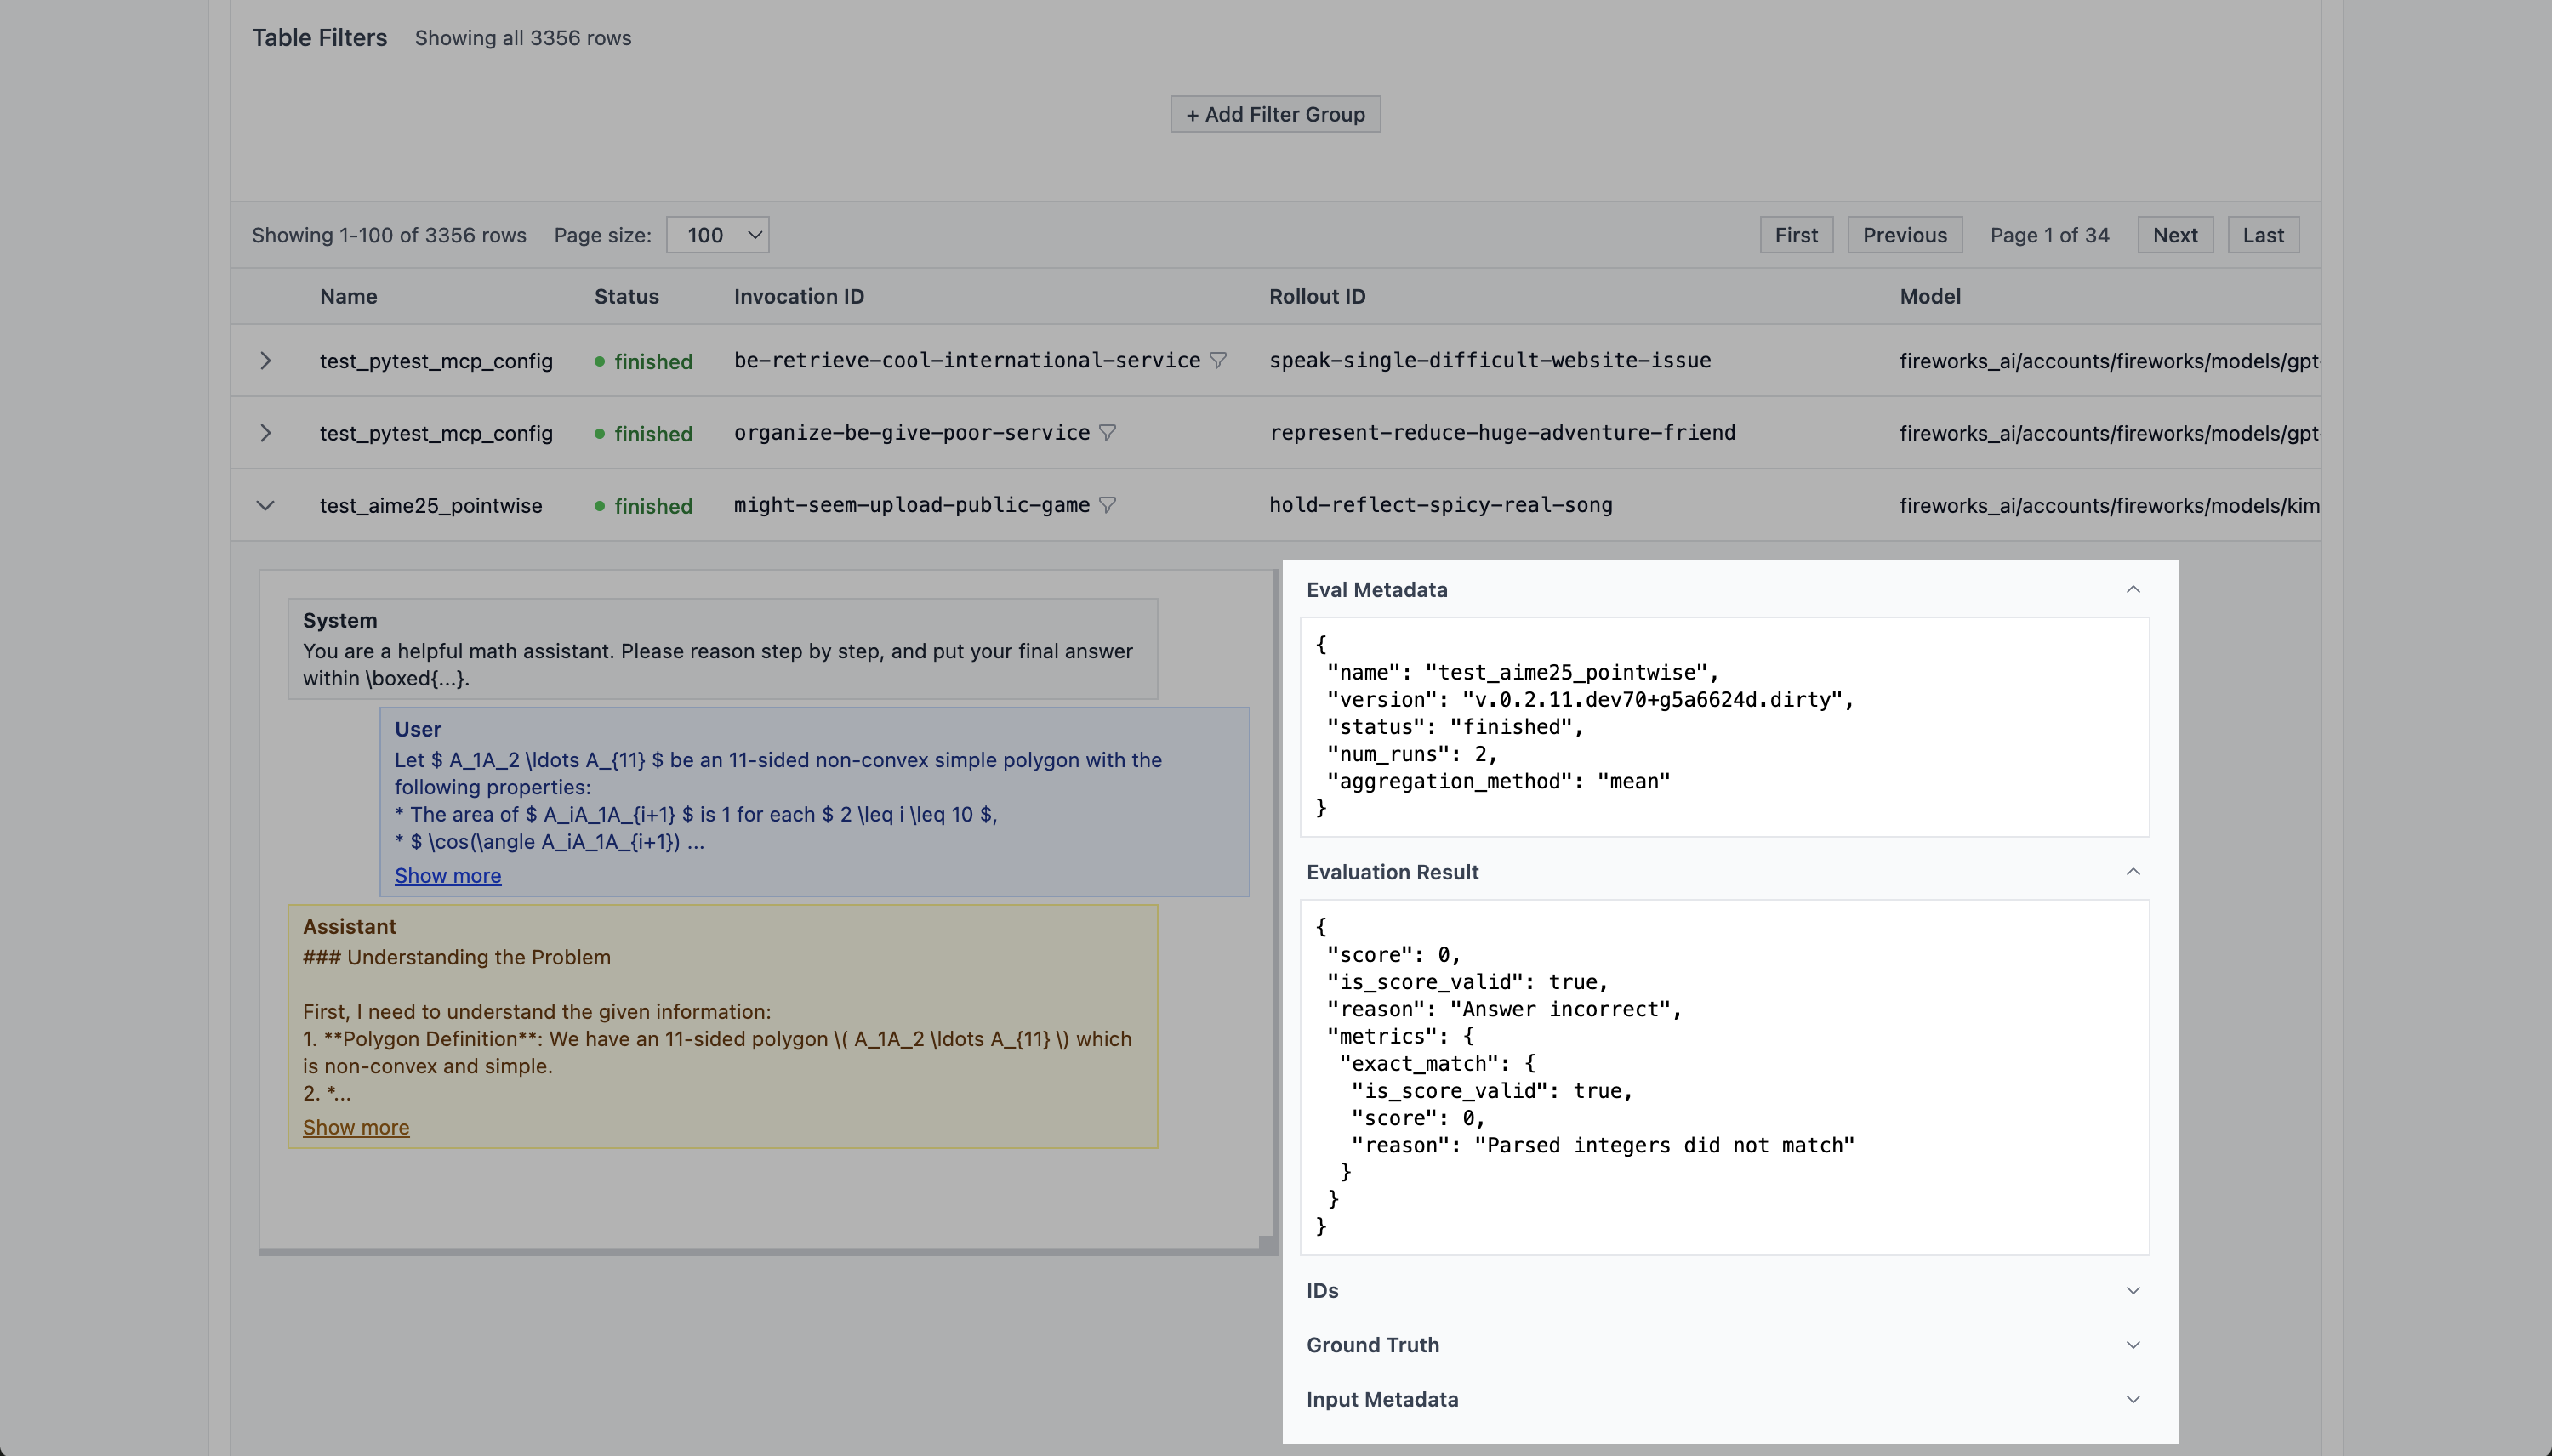 Table Filters Showing all 3356 rows
+ Add Filter Group
Showing 1-100 of 3356 rows Page size: 100 First Previous Page 1 of 34 Next Last
Name Status Invocation ID Rollout ID Model
test_pytest_mcp_config finished be-retrieve-cool-international-service speak-single-difficult-website-issue fireworks_ai/accounts/fireworks/models/gpt
test_pytest_mcp_config finished organize-be-give-poor-service represent-reduce-huge-adventure-friend fireworks_ai/accounts/fireworks/models/gpt
test_aime25_pointwise finished might-seem-upload-public-game hold-reflect-spicy-real-song fireworks_ai/accounts/fireworks/models/kim
System
You are a helpful math assistant. Please reason step by step, and put your final answer
within \boxed{...}.
User
Let $ A_1A_2 \ldots A_{11} $ be an 11-sided non-convex simple polygon with the
following properties:
* The area of $ A_iA_1A_{i+1} $ is 1 for each $ 2 \leq i \leq 10 $,
* $ \cos(\angle A_iA_1A_{i+1}) ...
Show more
Assistant
### Understanding the Problem
First, I need to understand the given information:
1. **Polygon Definition**: We have an 11-sided polygon \( A_1A_2 \ldots A_{11} \) which
is non-convex and simple.
2. *...
Show more
Eval Metadata
{
"name": "test_aime25_pointwise",
"version": "v.0.2.11.dev70+g5a6624d.dirty",
"status": "finished",
"num_runs": 2,
"aggregation_method": "mean"
}
Evaluation Result
{
"score": 0,
"is_score_valid": true,
"reason": "Answer incorrect",
"metrics": {
"exact_match": {
"is_score_valid": true,
"score": 0,
"reason": "Parsed integers did not match"
}
}
}
IDs
Ground Truth
Input Metadata